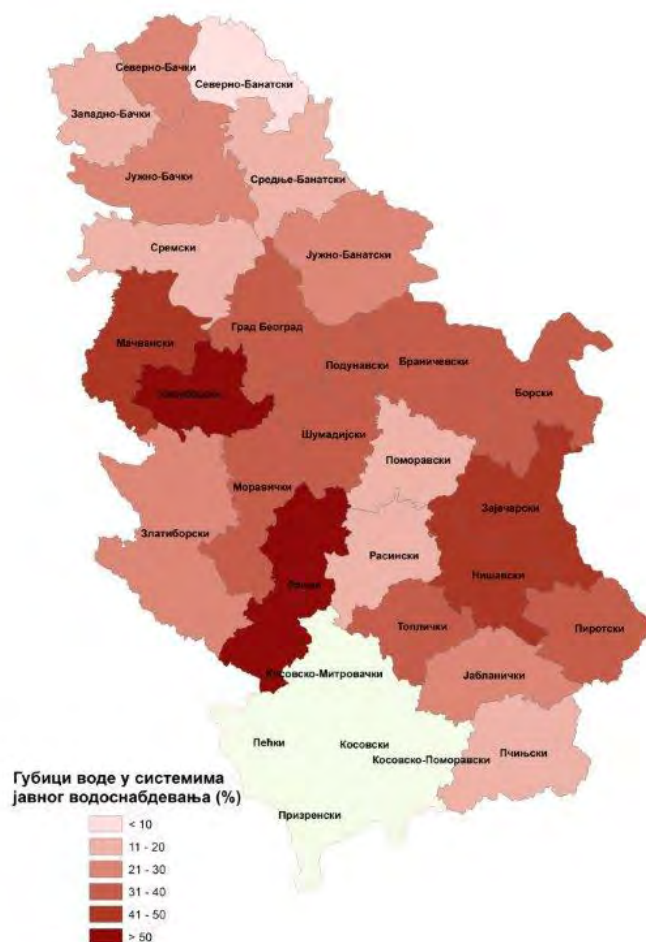 Северно-Бачки
Северно-Банатски
Западно-Бачки
Јужно-Бачки
Средње-Банатски
Сремски
Јужно-Банатски
Град Београд
Мачвански
Подунавски
Браничевски
Борски
Шумадијски
Поморавски
Моравички
Зајечарски
Златиборски
Расински
Нишавски
Топлички
Пиротски
Косовско-Митровачки
Јабланички
Пећки
Косовски
Косовско-Поморавски
Пчињски
Призренски
Губици воде у системима
јавног водоснабдевања (%)
< 10
11 - 20
21 - 30
31 - 40
41 - 50
> 50